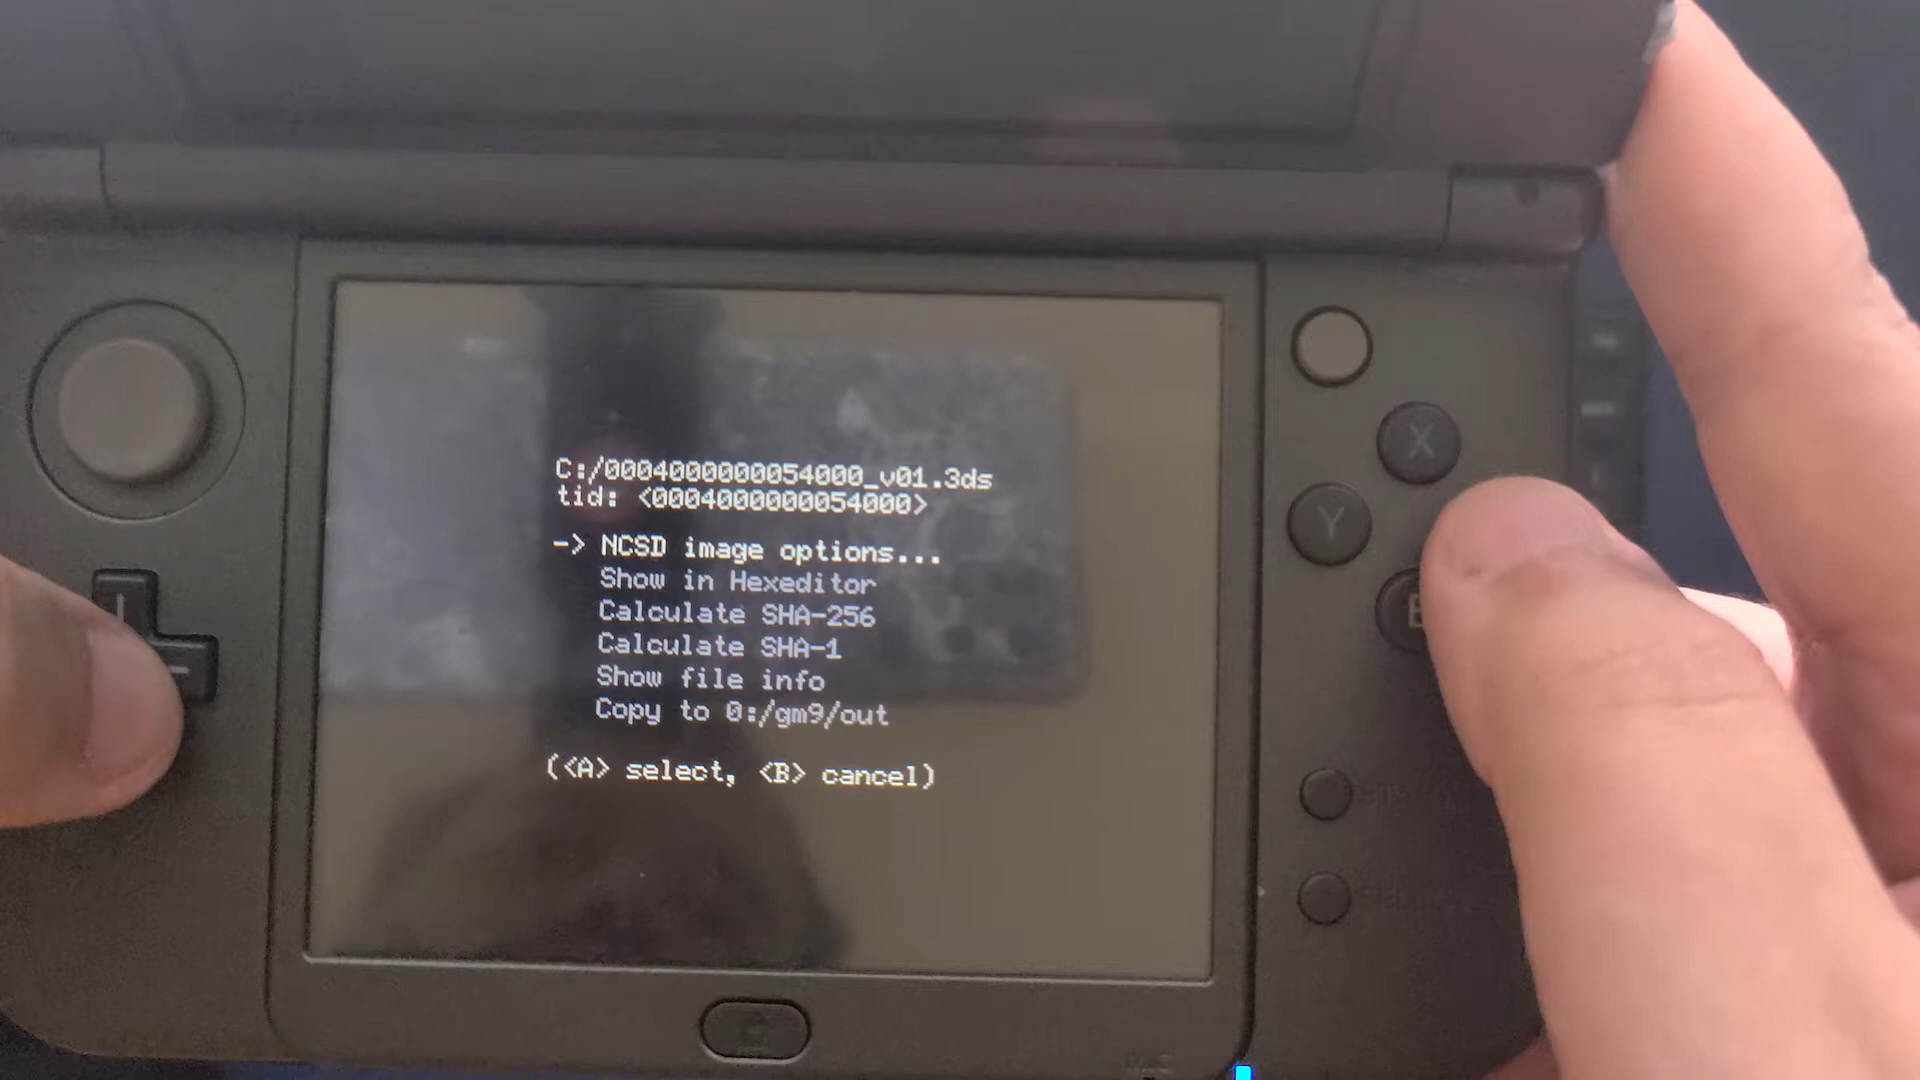 C:/0004000000054000_v01.3ds
tid: <0004000000054000>
-> NCSD image options...
Show in Hexeditor
Calculate SHA-256
Calculate SHA-1
Show file info
Copy to 0:/gm9/out
(<A> select, <B> cancel)
X
Y
B